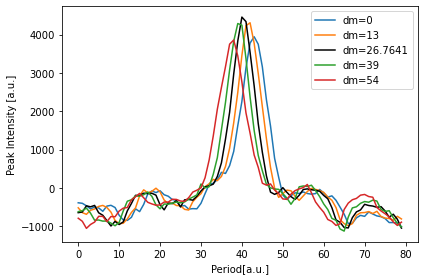 dm=0
dm=13
dm=26.7641
dm=39
dm=54
Peak Intensity [a.u.]
4000
3000
2000
1000
0
−1000
0 10 20 30 40 50 60 70 80
Period[a.u.]